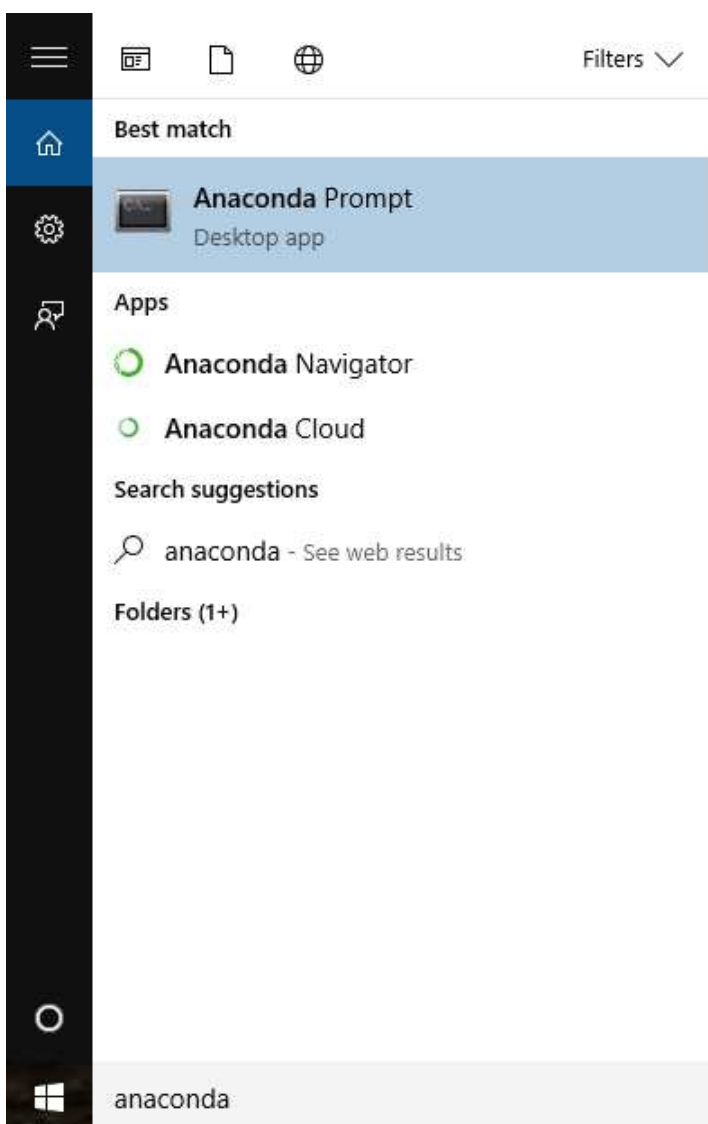 Filters
Best match
Anaconda Prompt
Desktop app
Apps
Anaconda Navigator
Anaconda Cloud
Search suggestions
anaconda - See web results
Folders (1+)
anaconda